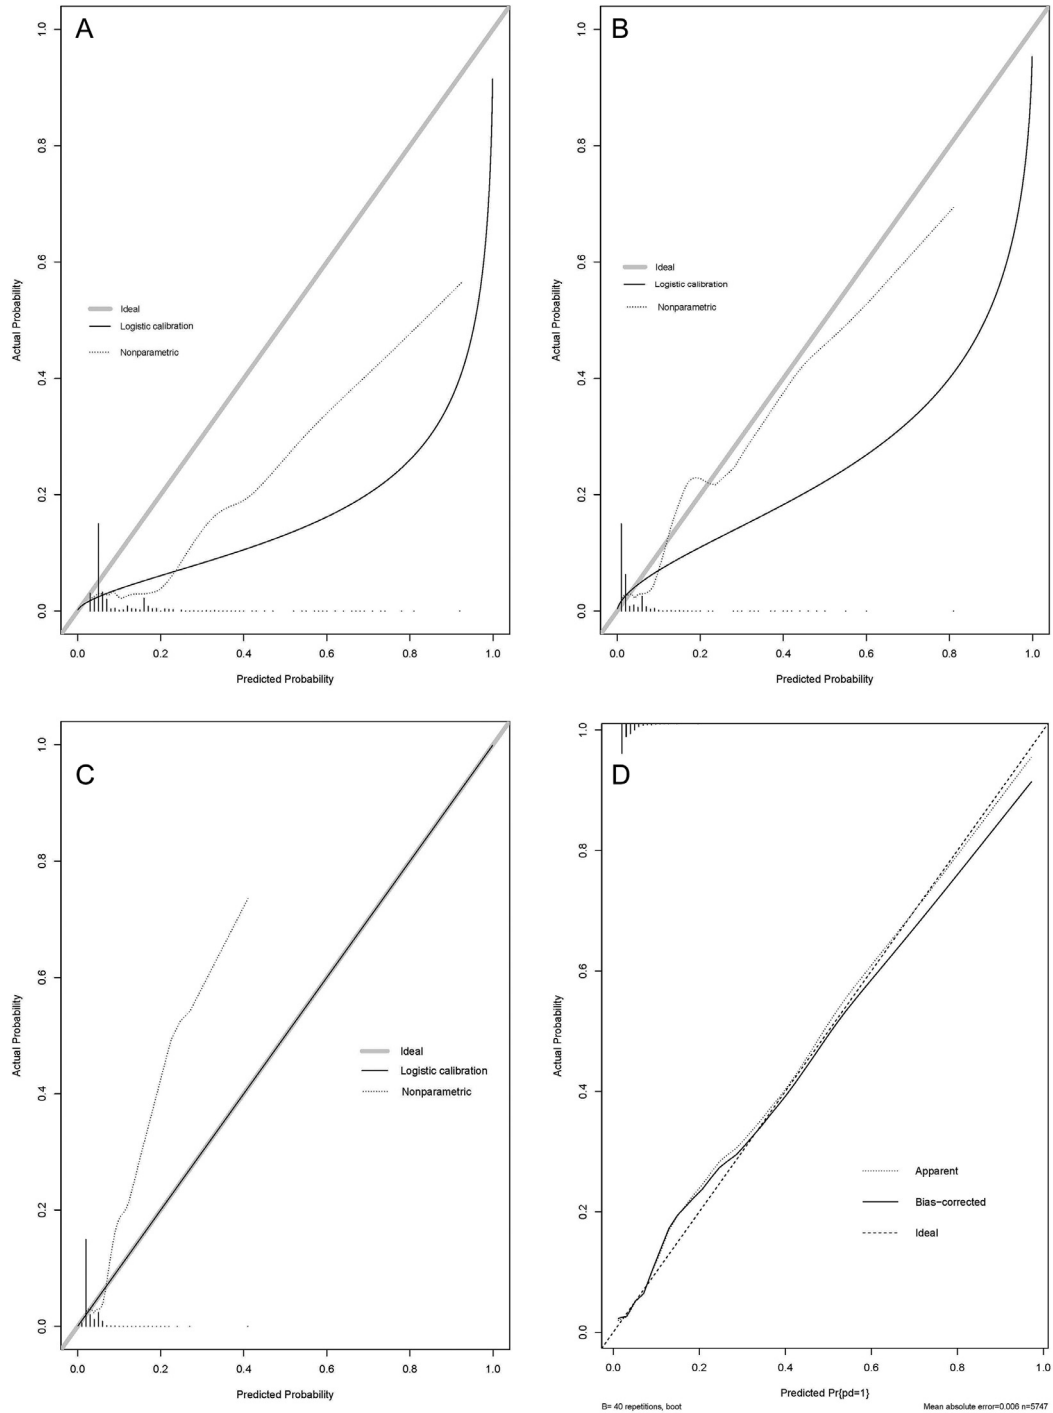 A
1.0
0.8
0.6
0.4
0.2
0.0
Actual Probability
Ideal
Logistic calibration
Nonparametric
0.0 0.2 0.4 0.6 0.8 1.0
Predicted Probability
B
1.0
0.8
0.6
0.4
0.2
0.0
Actual Probability
Ideal
Logistic calibration
Nonparametric
0.0 0.2 0.4 0.6 0.8 1.0
Predicted Probability
C
1.0
0.8
0.6
0.4
0.2
0.0
Actual Probability
Ideal
Logistic calibration
Nonparametric
0.0 0.2 0.4 0.6 0.8 1.0
Predicted Probability
D
1.0
0.8
0.6
0.4
0.2
0.0
Actual Probability
Apparent
Bias−corrected
Ideal
0.0 0.2 0.4 0.6 0.8 1.0
Predicted Pr{pd=1}
B= 40 repetitions, boot
Mean absolute error=0.006 n=5747